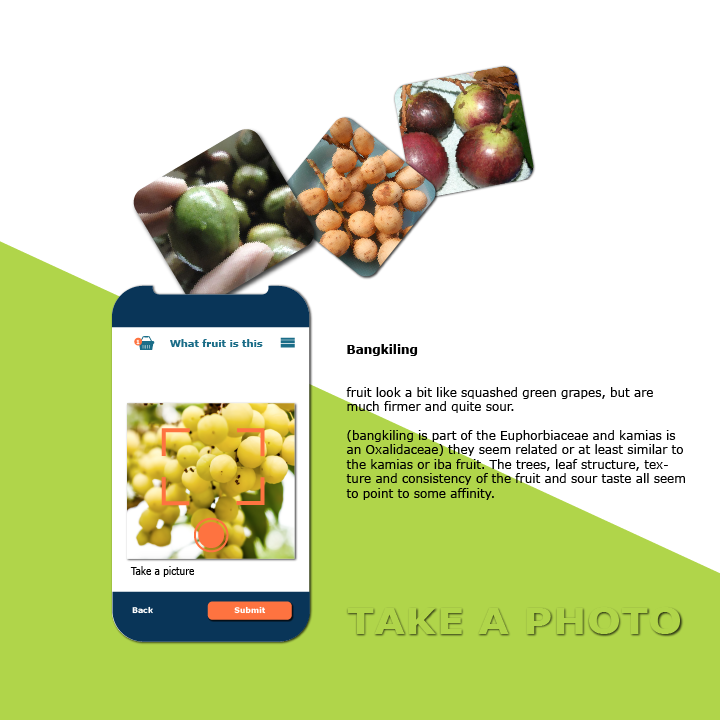 What fruit is this
Take a picture
Back
Submit
Bangkiling
fruit look a bit like squashed green grapes, but are
much firmer and quite sour.
(bangkiling is part of the Euphorbiaceae and kamias is
an Oxalidaceae) they seem related or at least similar to
the kamias or iba fruit. The trees, leaf structure, tex-
ture and consistency of the fruit and sour taste all seem
to point to some affinity.
TAKE A PHOTO